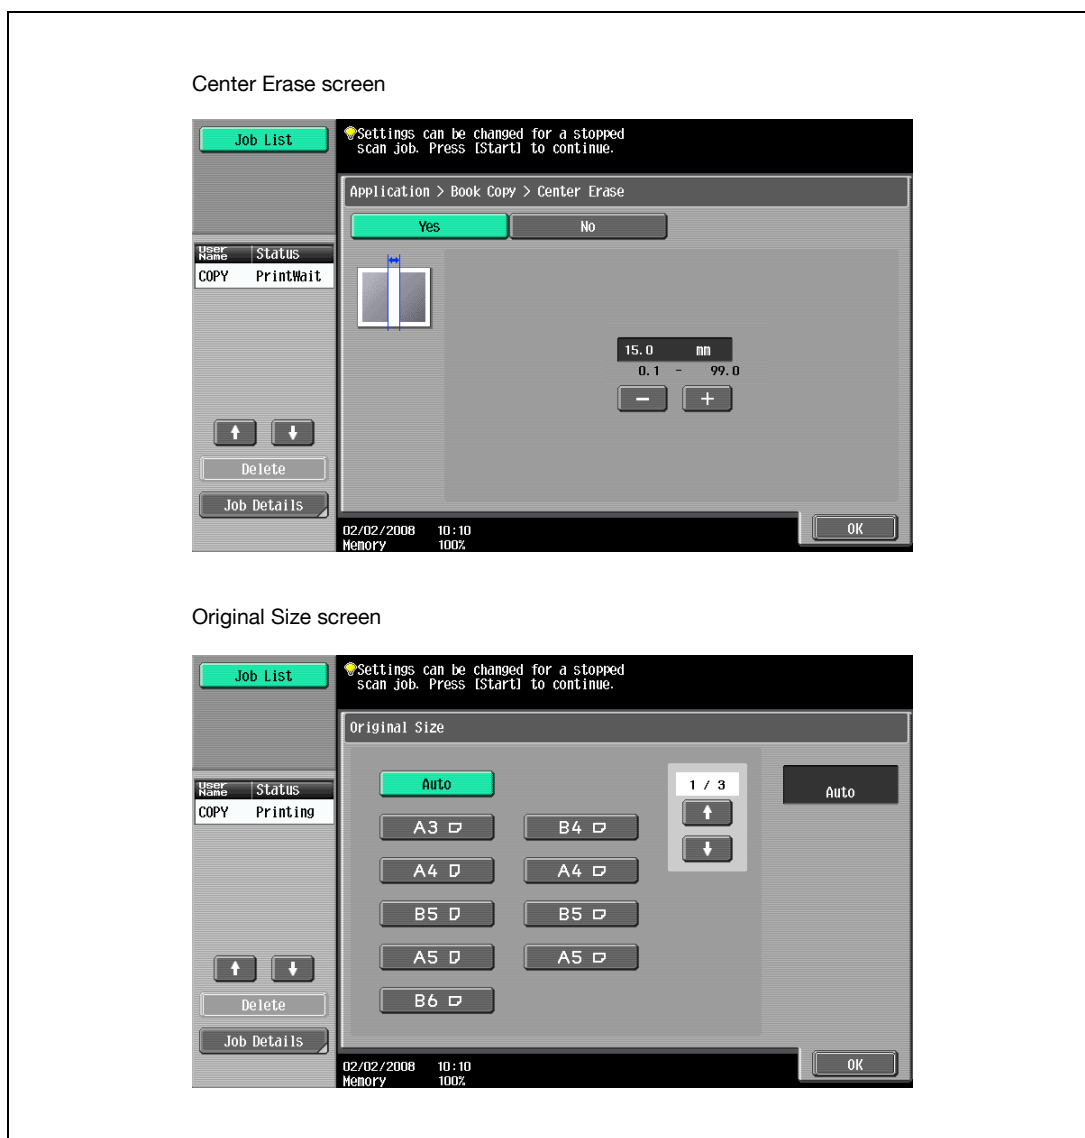 Center Erase screen
Job List
Settings can be changed for a stopped
scan job. Press [Start] to continue.
Application > Book Copy > Center Erase
Yes No
User Name Status
COPY PrintWait
15.0 mm
0.1 - 99.0
− +
Delete
Job Details
02/02/2008 10:10
Memory 100%
OK
Original Size screen
Job List
Settings can be changed for a stopped
scan job. Press [Start] to continue.
Original Size
User Name Status
COPY Printing
Auto
1 / 3
Auto
A3 B4
A4 A4
B5 B5
A5 A5
B6
Delete
Job Details
02/02/2008 10:10
Memory 100%
OK